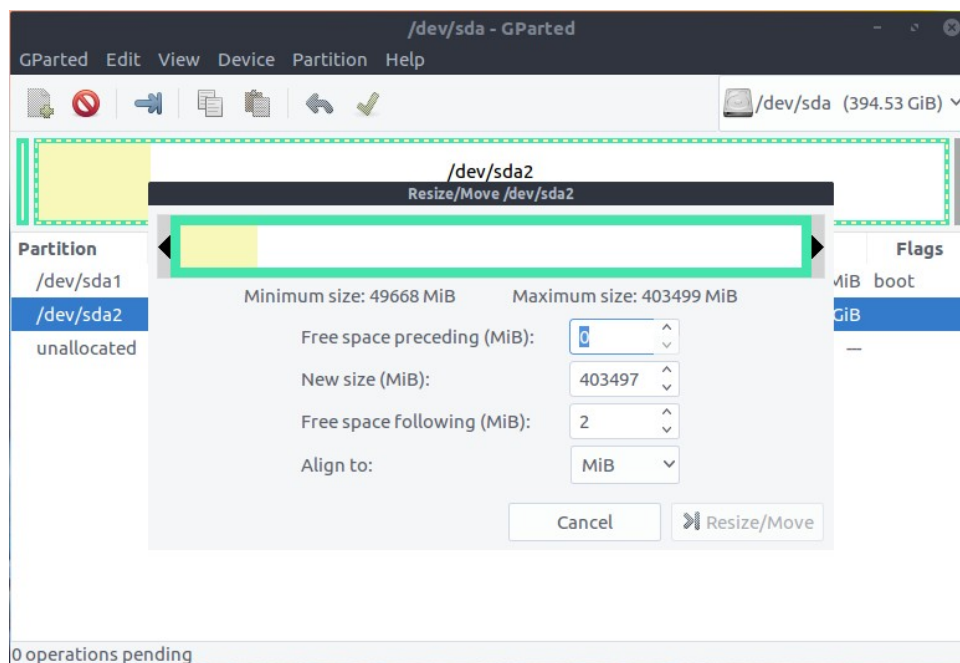 /dev/sda - GParted
GParted Edit View Device Partition Help
/dev/sda (394.53 GiB)
/dev/sda2
Resize/Move /dev/sda2
Partition Flags
/dev/sda1 MiB boot
/dev/sda2 GiB
unallocated —
Minimum size: 49668 MiB Maximum size: 403499 MiB
Free space preceding (MiB): 0
New size (MiB): 403497
Free space following (MiB): 2
Align to: MiB
Cancel Resize/Move
0 operations pending